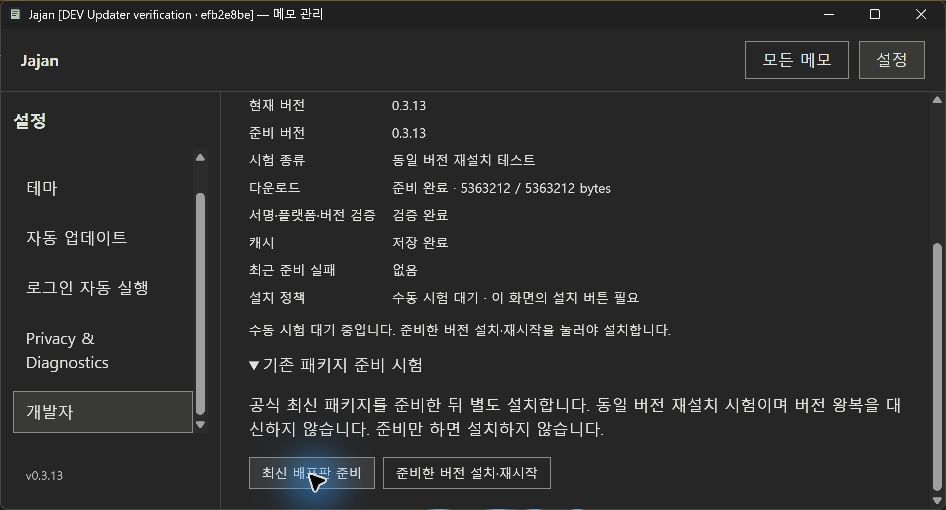 Jajan [DEV Updater verification · efb2e8be] — 메모 관리
Jajan
모든 메모
설정
설정
테마
자동 업데이트
로그인 자동 실행
Privacy &
Diagnostics
개발자
v0.3.13
현재 버전 0.3.13
준비 버전 0.3.13
시험 종류 동일 버전 재설치 테스트
다운로드 준비 완료 · 5363212 / 5363212 bytes
서명·플랫폼·버전 검증 검증 완료
캐시 저장 완료
최근 준비 실패 없음
설치 정책 수동 시험 대기 · 이 화면의 설치 버튼 필요
수동 시험 대기 중입니다. 준비한 버전 설치·재시작을 눌러야 설치합니다.
▼기존 패키지 준비 시험
공식 최신 패키지를 준비한 뒤 별도 설치합니다. 동일 버전 재설치 시험이며 버전 왕복을 대
신하지 않습니다. 준비만 하면 설치하지 않습니다.
최신 배포판 준비
준비한 버전 설치·재시작